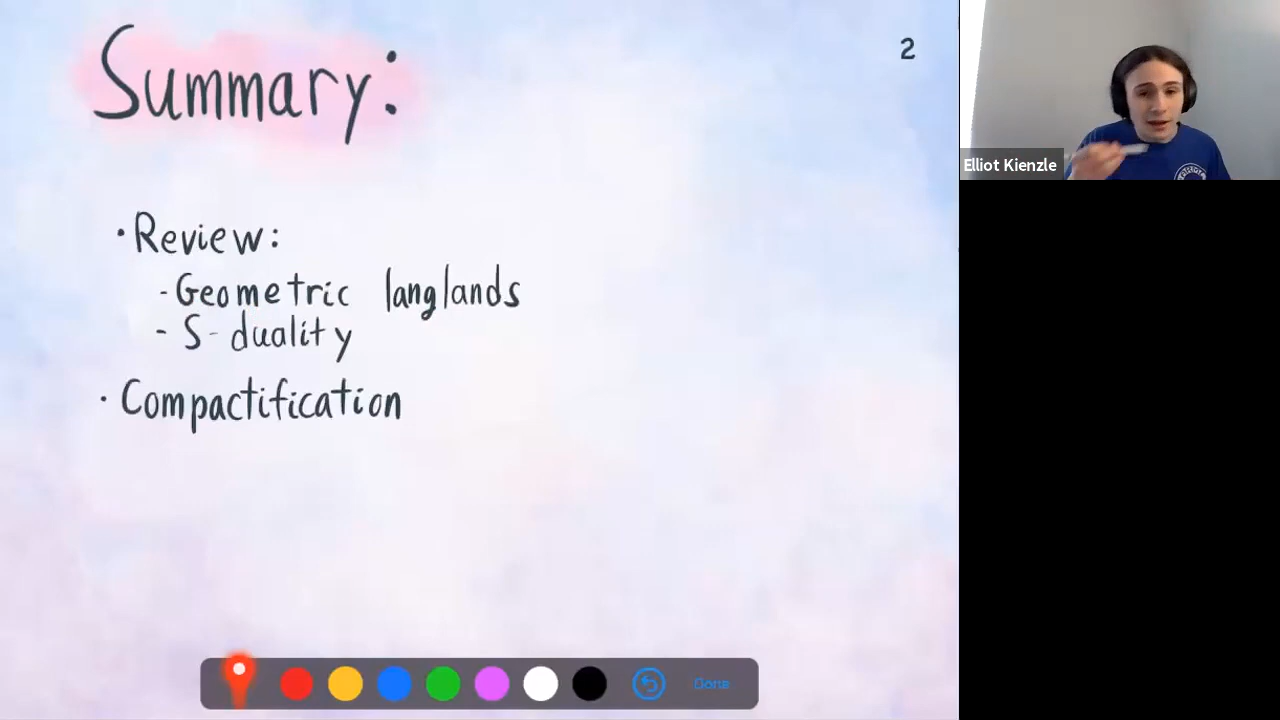 Summary:
2
Elliot Kienzle
· Review:
- Geometric langlands
- S-duality
· Compactification
Done